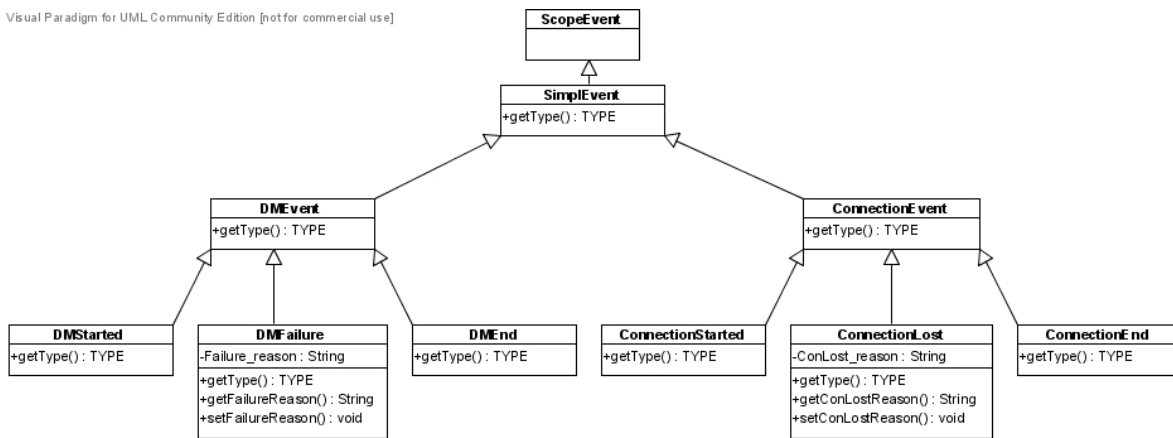 Visual Paradigm for UML Community Edition [not for commercial use]
ScopeEvent
SimplEvent
+getType() : TYPE
DMEvent
+getType() : TYPE
ConnectionEvent
+getType() : TYPE
DMStarted
+getType() : TYPE
DMFailure
-Failure_reason : String
+getType() : TYPE
+getFailureReason() : String
+setFailureReason() : void
DMEnd
+getType() : TYPE
ConnectionStarted
+getType() : TYPE
ConnectionLost
-ConLost_reason : String
+getType() : TYPE
+getConLostReason() : String
+setConLostReason() : void
ConnectionEnd
+getType() : TYPE